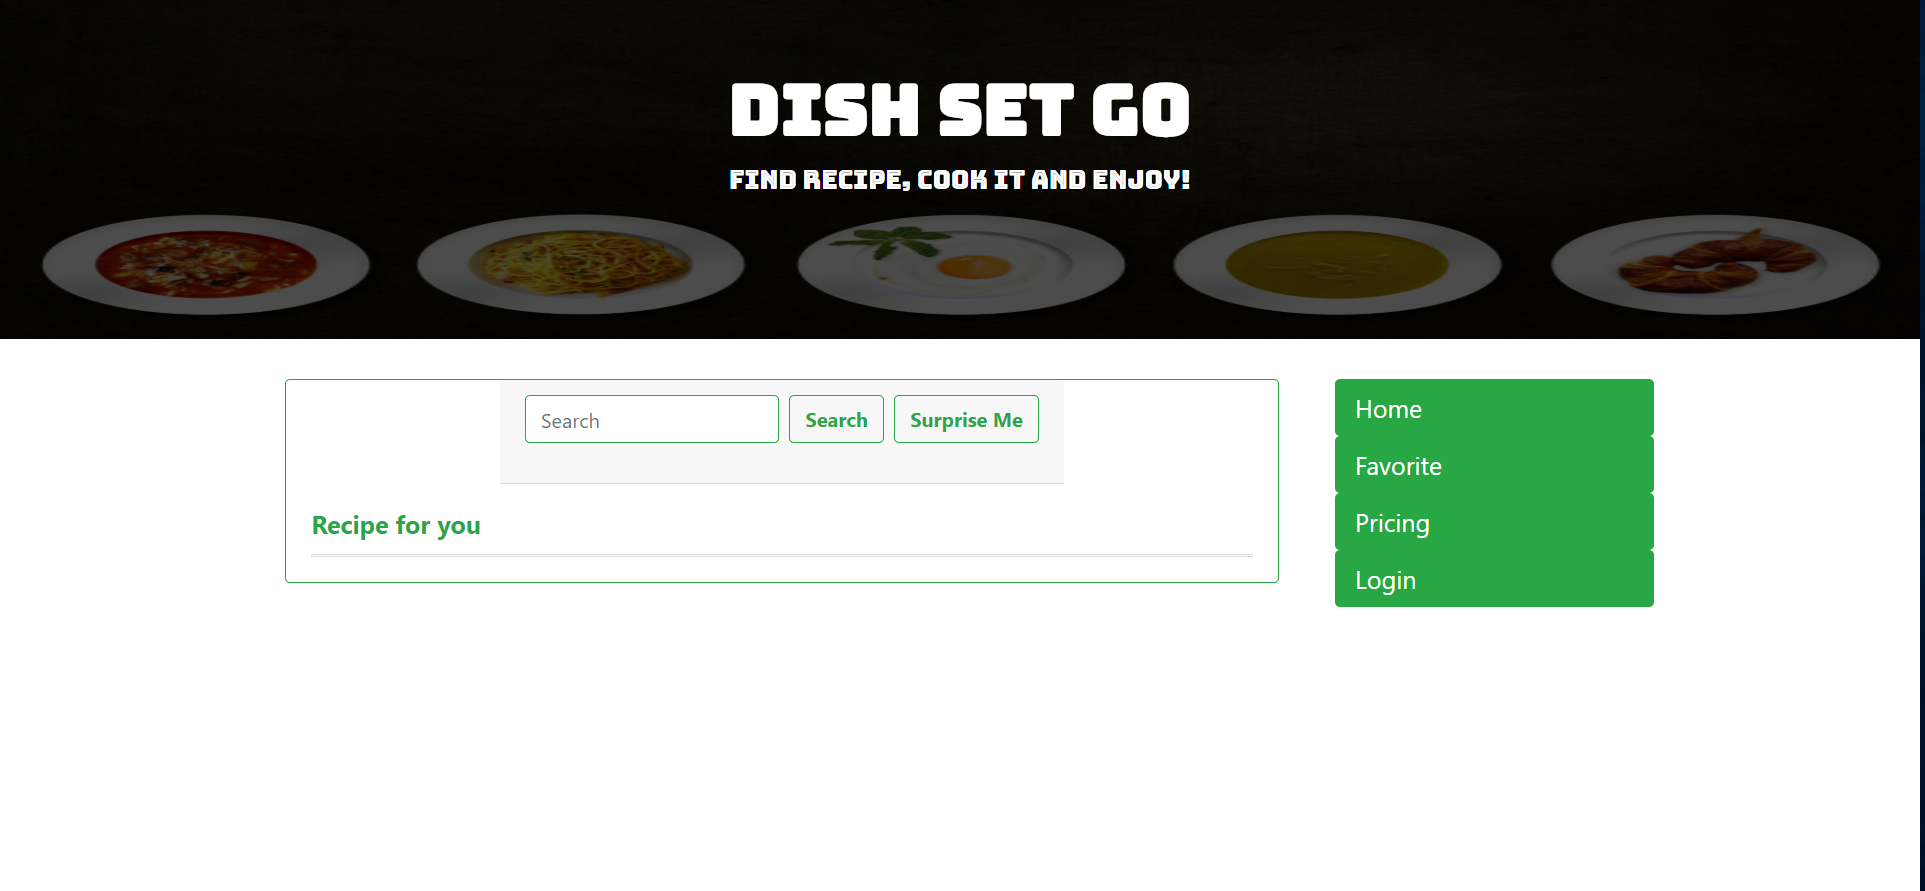 DISH SET GO
FIND RECIPE, COOK IT AND ENJOY!
Search
Search
Surprise Me
Recipe for you
Home
Favorite
Pricing
Login